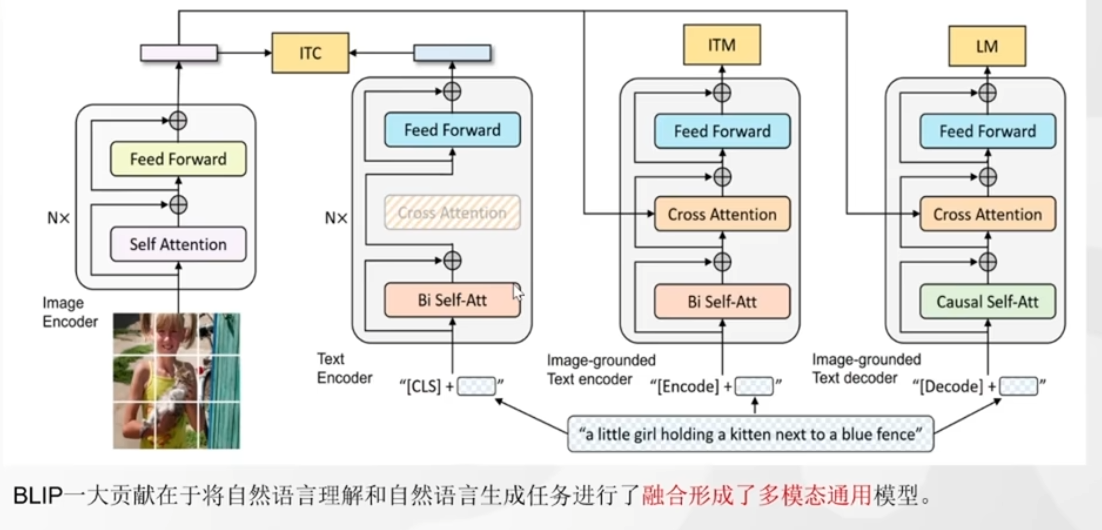 ITC
ITM
LM
Feed Forward
Self Attention
N×
Image
Encoder
Feed Forward
Cross Attention
Bi Self-Att
N×
Text
Encoder
"[CLS] + "
Feed Forward
Cross Attention
Bi Self-Att
Image-grounded
Text encoder
"[Encode] + "
Feed Forward
Cross Attention
Causal Self-Att
Image-grounded
Text decoder
"[Decode] + "
"a little girl holding a kitten next to a blue fence"
BLIP一大贡献在于将自然语言理解和自然语言生成任务进行了融合形成了多模态通用模型。